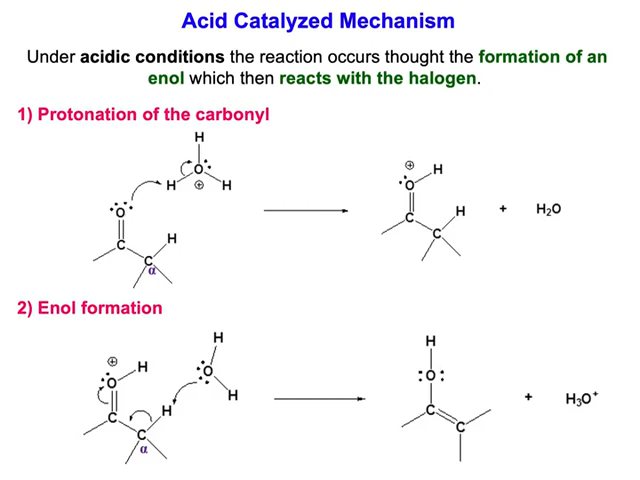 Acid Catalyzed Mechanism
Under acidic conditions the reaction occurs thought the formation of an
enol which then reacts with the halogen.
1) Protonation of the carbonyl
H
O
H ⊕ H
⊕ H
O
O
H
C
C
α
C
H
C
+ H₂O
2) Enol formation
H
O
H
⊕ H
O
C
H
C
α
H
:O:
C
C
+ H₃O⁺